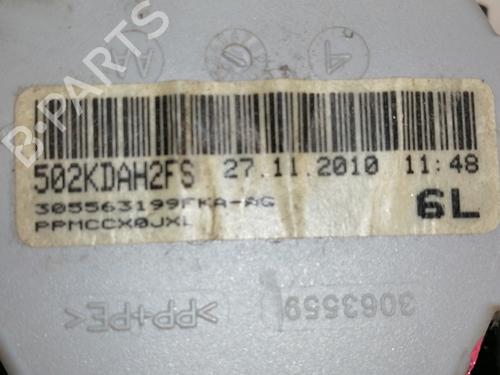 B-PARTS
502KDAH2FS 27.11.2010 11:48
305563199FKA-AG 6L
PPMCCX0JXL
>PP+PE< 3063559